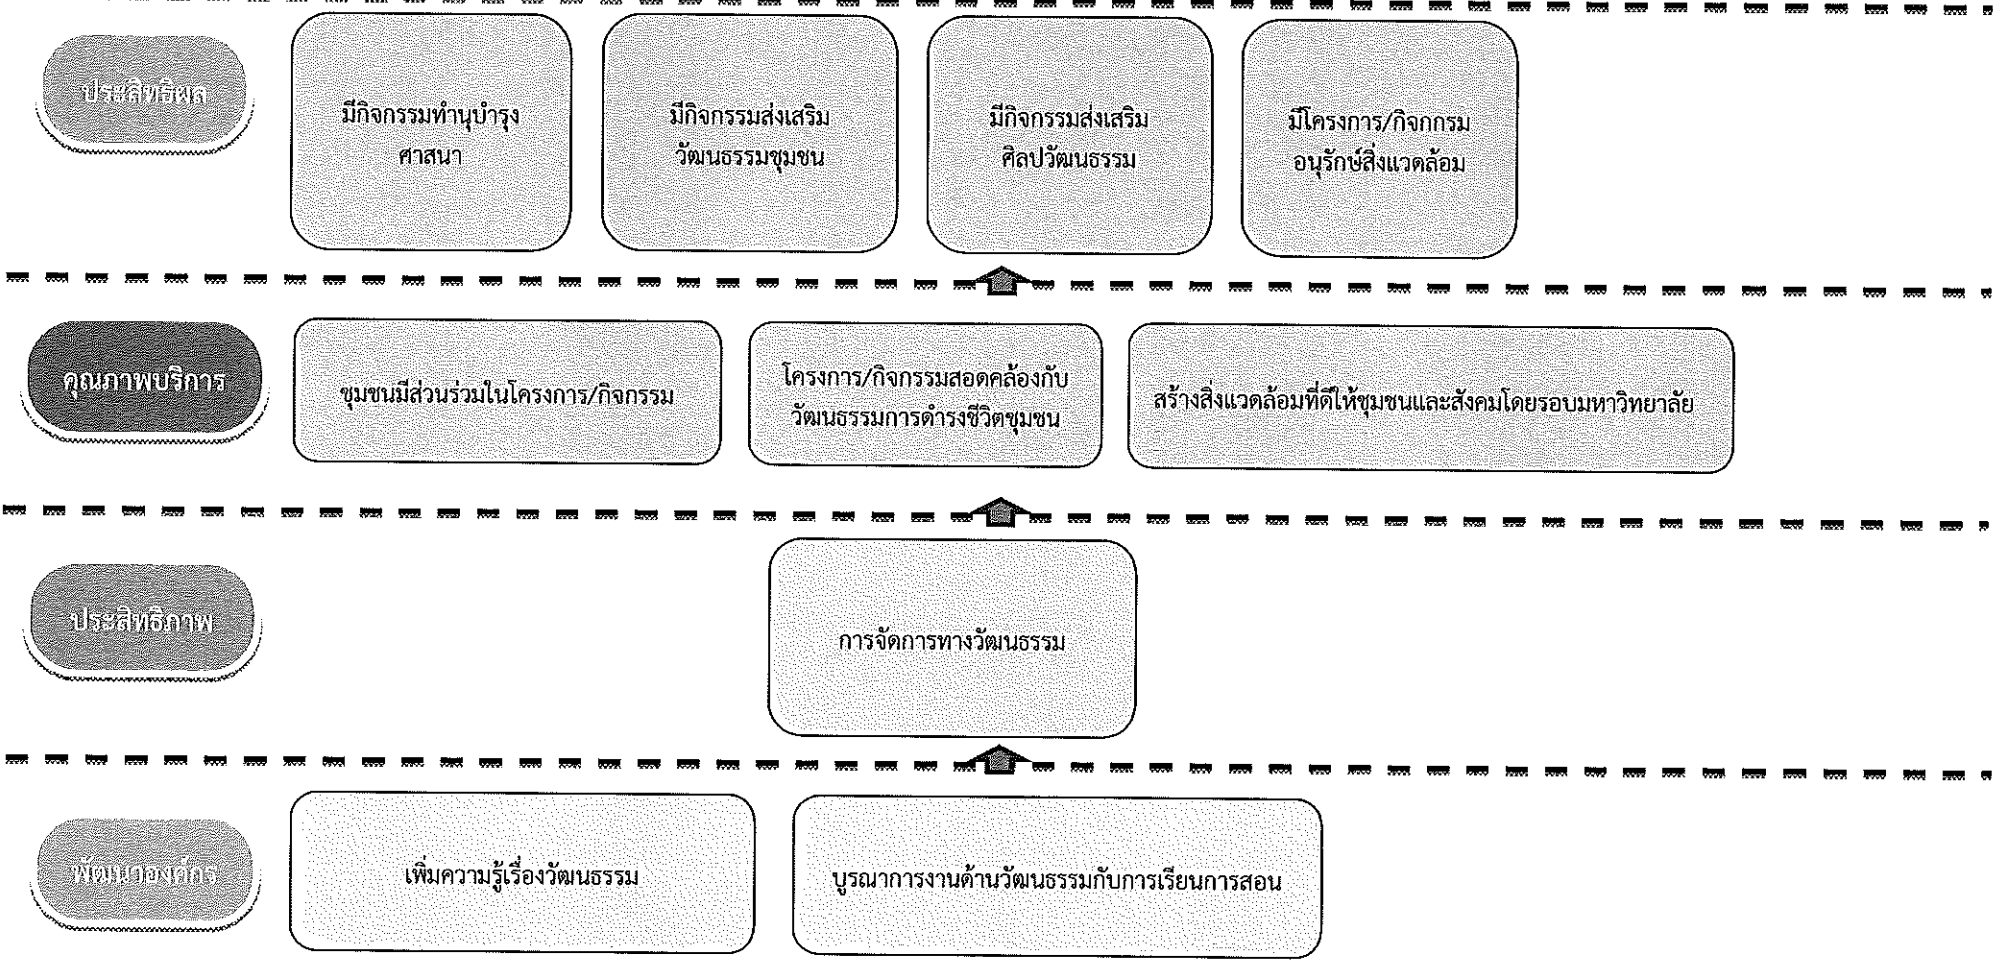 ประสิทธิผล
มีกิจกรรมทำนุบำรุง
ศาสนา
มีกิจกรรมส่งเสริม
วัฒนธรรมชุมชน
มีกิจกรรมส่งเสริม
ศิลปวัฒนธรรม
มีโครงการ/กิจกกรม
อนุรักษ์สิ่งแวดล้อม
คุณภาพบริการ
ชุมชนมีส่วนร่วมในโครงการ/กิจกรรม
โครงการ/กิจกรรมสอดคล้องกับ
วัฒนธรรมการดำรงชีวิตชุมชน
สร้างสิ่งแวดล้อมที่ดีให้ชุมชนและสังคมโดยรอบมหาวิทยาลัย
ประสิทธิภาพ
การจัดการทางวัฒนธรรม
พัฒนาองค์กร
เพิ่มความรู้เรื่องวัฒนธรรม
บูรณาการงานด้านวัฒนธรรมกับการเรียนการสอน